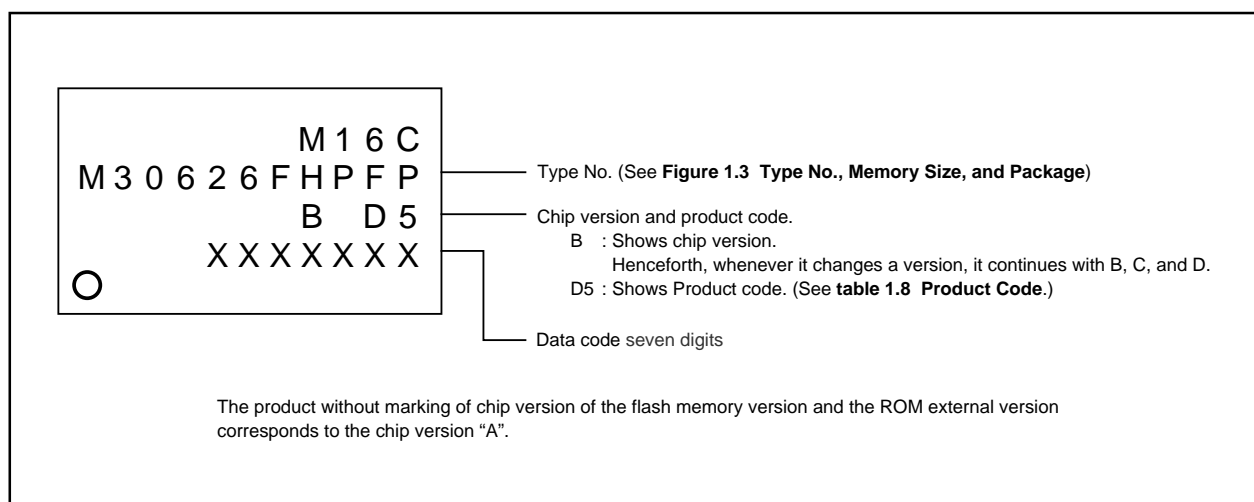 M16C
M30626FHPFP
B D5
XXXXXXX
Type No. (See Figure 1.3 Type No., Memory Size, and Package)
Chip version and product code.
B : Shows chip version.
Henceforth, whenever it changes a version, it continues with B, C, and D.
D5 : Shows Product code. (See table 1.8 Product Code.)
Data code seven digits
The product without marking of chip version of the flash memory version and the ROM external version
corresponds to the chip version “A”.